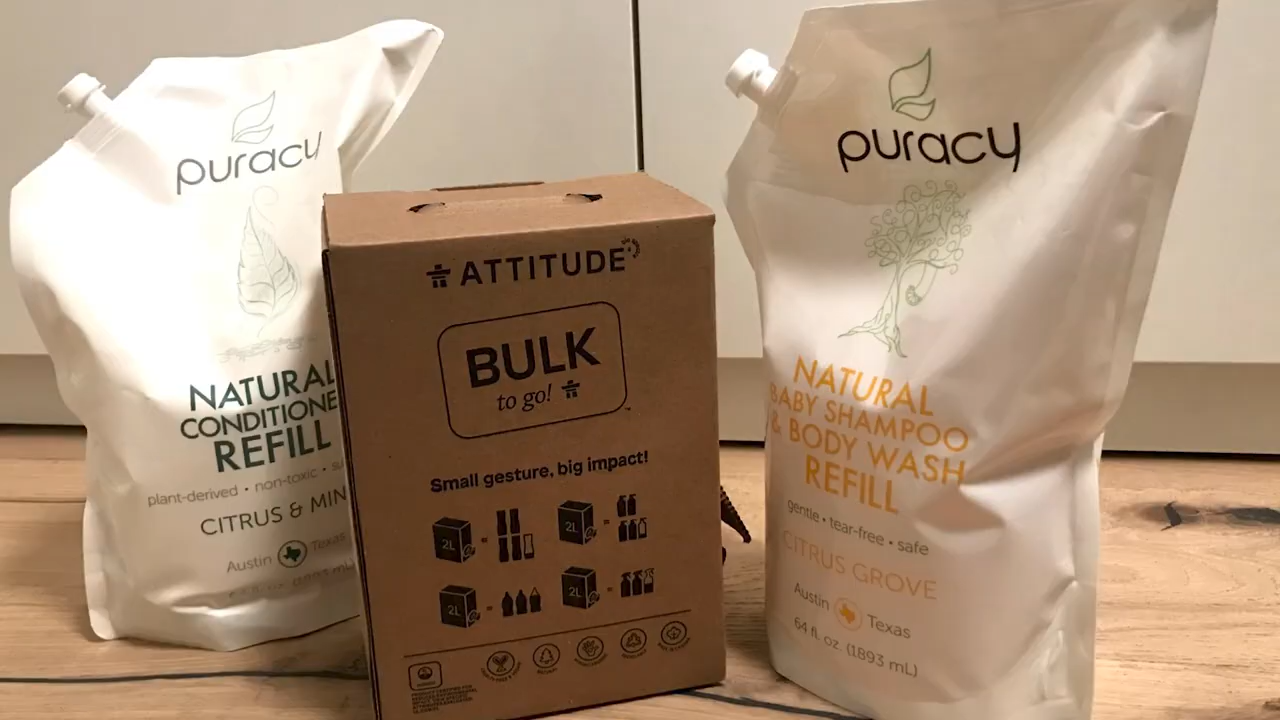 puracy
NATURAL
CONDITIONE
REFILL
plant-derived • non-toxic • su
CITRUS & MIN
Austin Texas
ATTITUDE
BULK
to go!
Small gesture, big impact!
2L =
2L =
2L =
2L =
puracy
NATURAL
BABY SHAMPOO
& BODY WASH
REFILL
gentle • tear-free • safe
CITRUS GROVE
Austin Texas
64 fl. oz. (1893 mL)